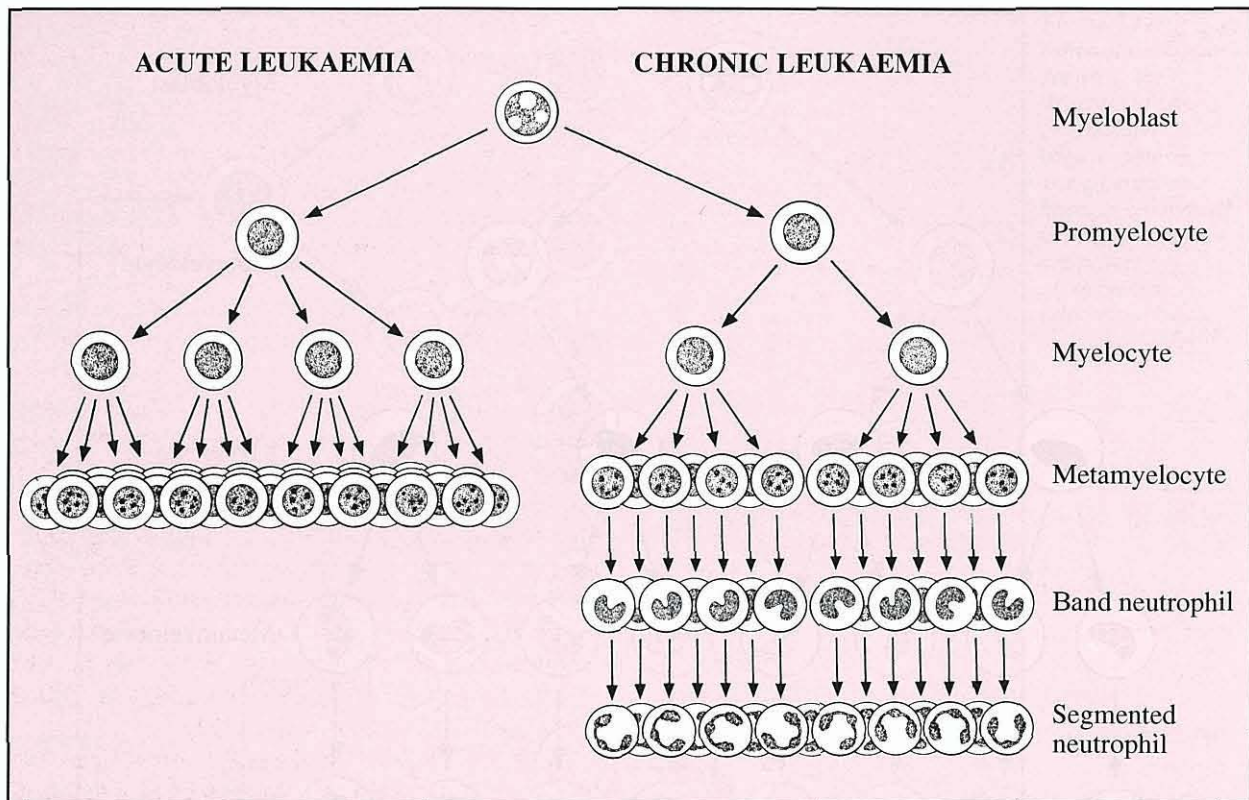 ACUTE LEUKAEMIA
CHRONIC LEUKAEMIA
Myeloblast
Promyelocyte
Myelocyte
Metamyelocyte
Band neutrophil
Segmented
neutrophil